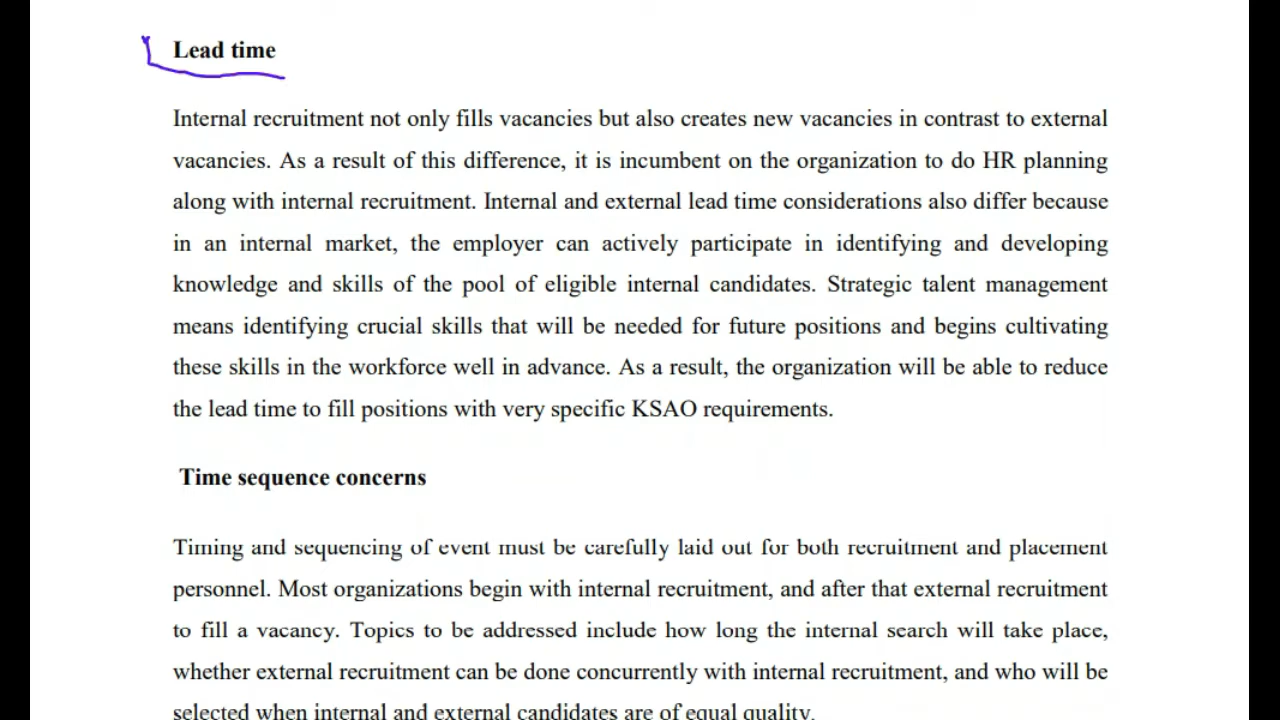 Lead time
Internal recruitment not only fills vacancies but also creates new vacancies in contrast to external
vacancies. As a result of this difference, it is incumbent on the organization to do HR planning
along with internal recruitment. Internal and external lead time considerations also differ because
in an internal market, the employer can actively participate in identifying and developing
knowledge and skills of the pool of eligible internal candidates. Strategic talent management
means identifying crucial skills that will be needed for future positions and begins cultivating
these skills in the workforce well in advance. As a result, the organization will be able to reduce
the lead time to fill positions with very specific KSAO requirements.
Time sequence concerns
Timing and sequencing of event must be carefully laid out for both recruitment and placement
personnel. Most organizations begin with internal recruitment, and after that external recruitment
to fill a vacancy. Topics to be addressed include how long the internal search will take place,
whether external recruitment can be done concurrently with internal recruitment, and who will be
selected when internal and external candidates are of equal quality.